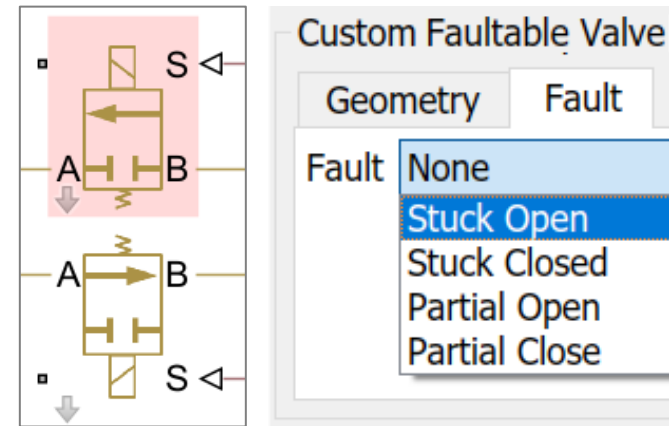 S
A B
A B
S
Custom Faultable Valve
Geometry Fault
Fault None
Stuck Open
Stuck Closed
Partial Open
Partial Close